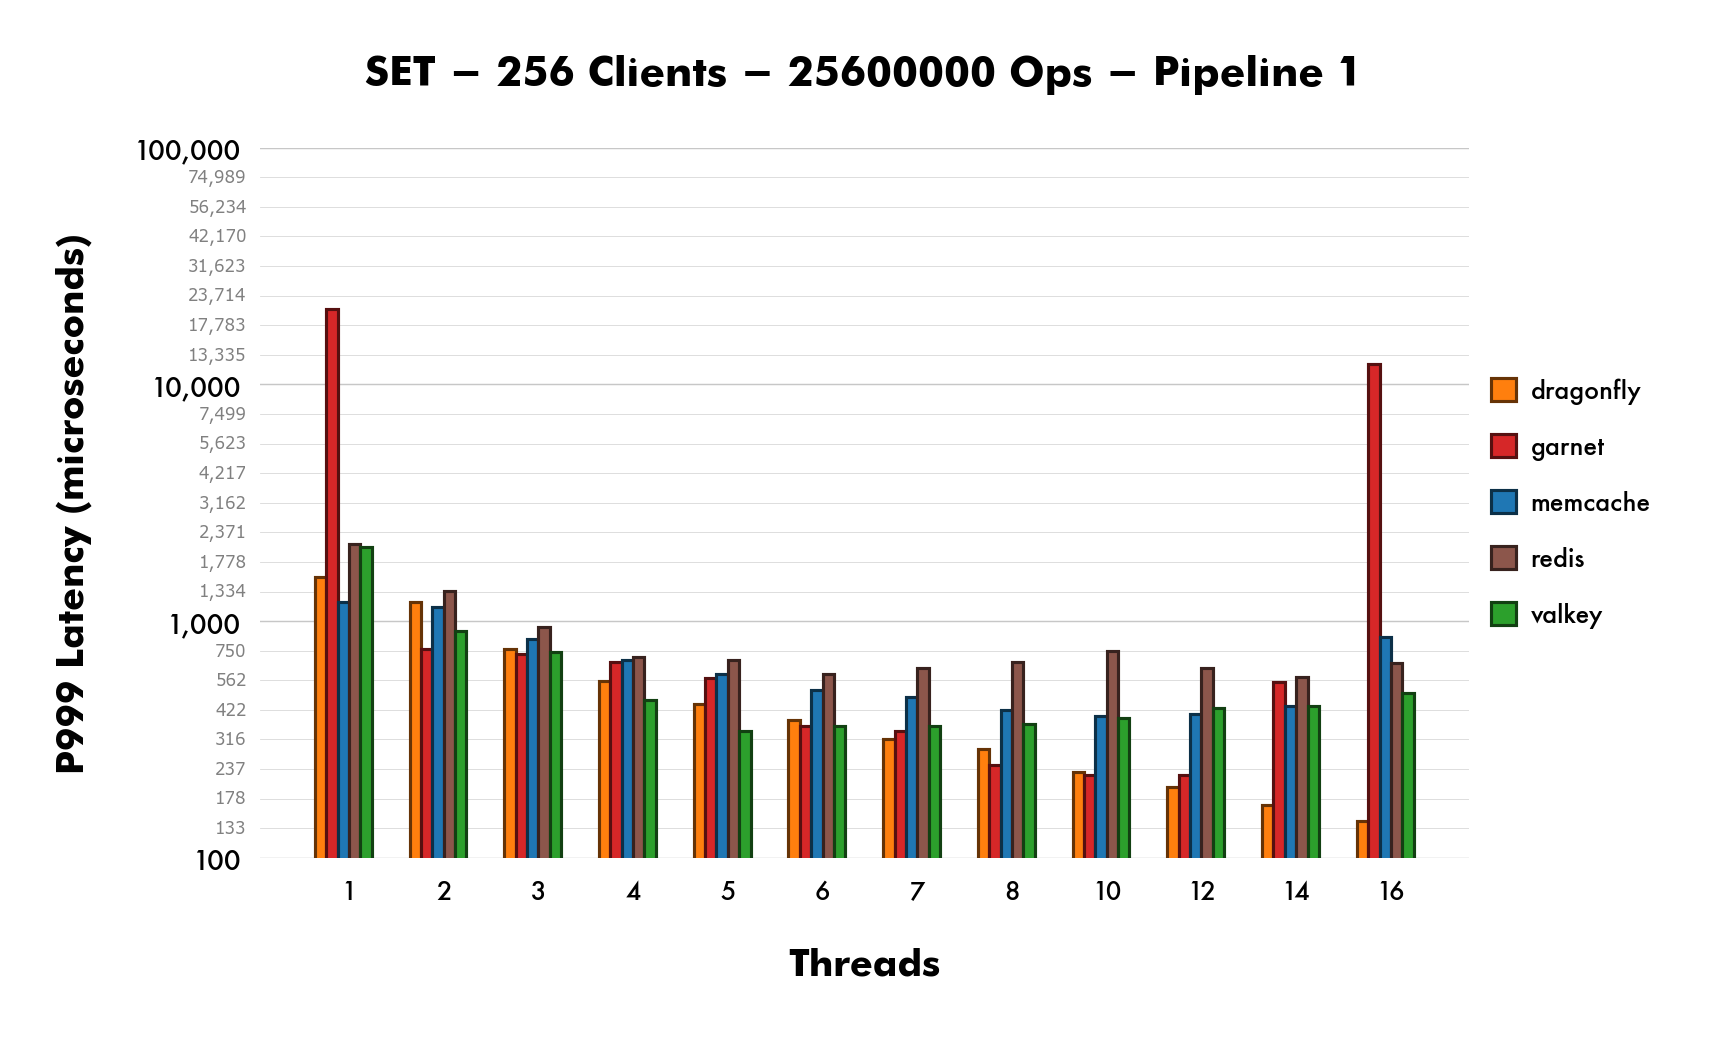 SET – 256 Clients – 25600000 Ops – Pipeline 1
P9999 Latency (microseconds)
100,000
74,989
56,234
42,170
31,623
23,714
17,783
13,335
10,000
7,499
5,623
4,217
3,162
2,371
1,778
1,334
1,000
750
562
422
316
237
178
133
100
dragonfly
garnet
memcache
redis
valkey
1 2 3 4 5 6 7 8 10 12 14 16
Threads